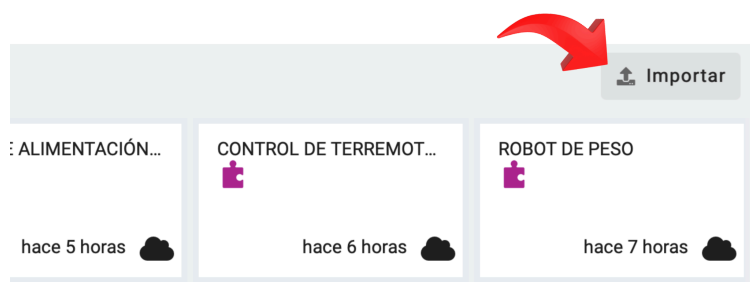 Importar
E ALIMENTACIÓN...
CONTROL DE TERREMOT...
ROBOT DE PESO
hace 5 horas
hace 6 horas
hace 7 horas